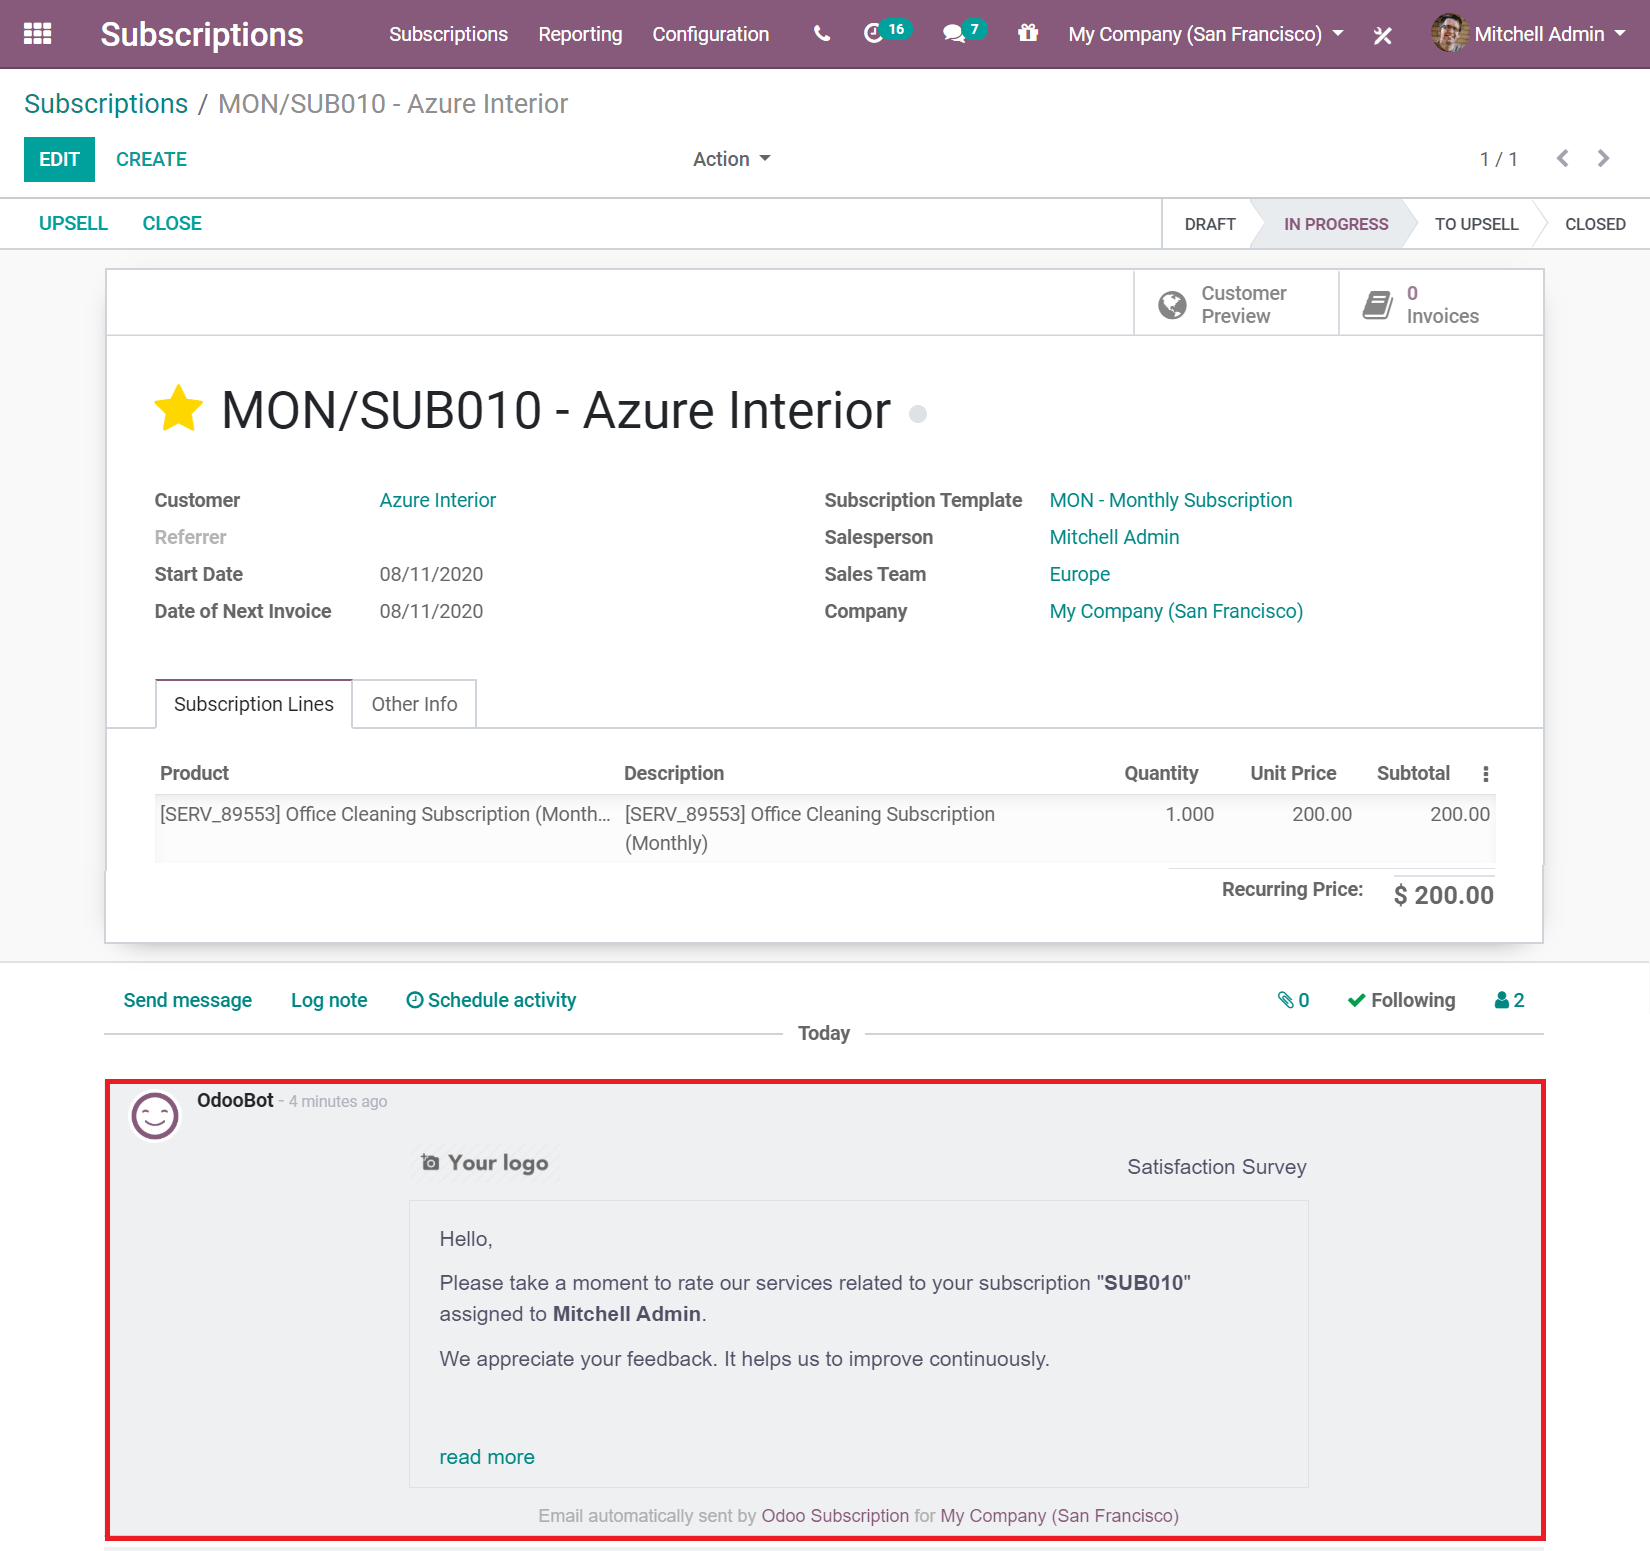 Subscriptions Subscriptions Reporting Configuration 16 7 My Company (San Francisco) Mitchell Admin
Subscriptions / MON/SUB010 - Azure Interior
EDIT CREATE Action 1 / 1
UPSELL CLOSE DRAFT IN PROGRESS TO UPSELL CLOSED
Customer Preview
0 Invoices
MON/SUB010 - Azure Interior
Customer Azure Interior Subscription Template MON - Monthly Subscription
Referrer Salesperson Mitchell Admin
Start Date 08/11/2020 Sales Team Europe
Date of Next Invoice 08/11/2020 Company My Company (San Francisco)
Subscription Lines Other Info
Product Description Quantity Unit Price Subtotal
[SERV_89553] Office Cleaning Subscription (Month... [SERV_89553] Office Cleaning Subscription 1.000 200.00 200.00
(Monthly)
Recurring Price: $ 200.00
Send message Log note Schedule activity 0 Following 2
Today
OdooBot - 4 minutes ago
Your logo Satisfaction Survey
Hello,
Please take a moment to rate our services related to your subscription "SUB010"
assigned to Mitchell Admin.
We appreciate your feedback. It helps us to improve continuously.
read more
Email automatically sent by Odoo Subscription for My Company (San Francisco)